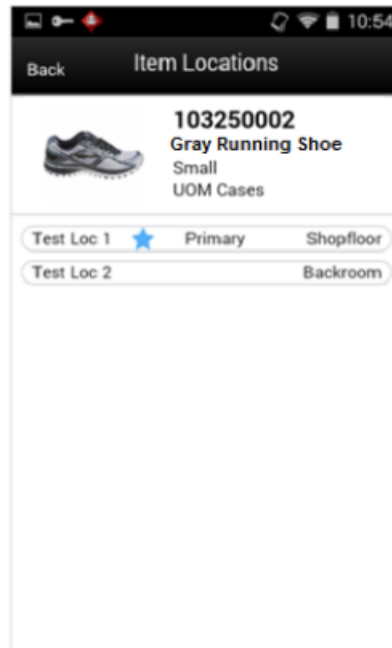 10:54
Back Item Locations
103250002
Gray Running Shoe
Small
UOM Cases
Test Loc 1 Primary Shopfloor
Test Loc 2 Backroom